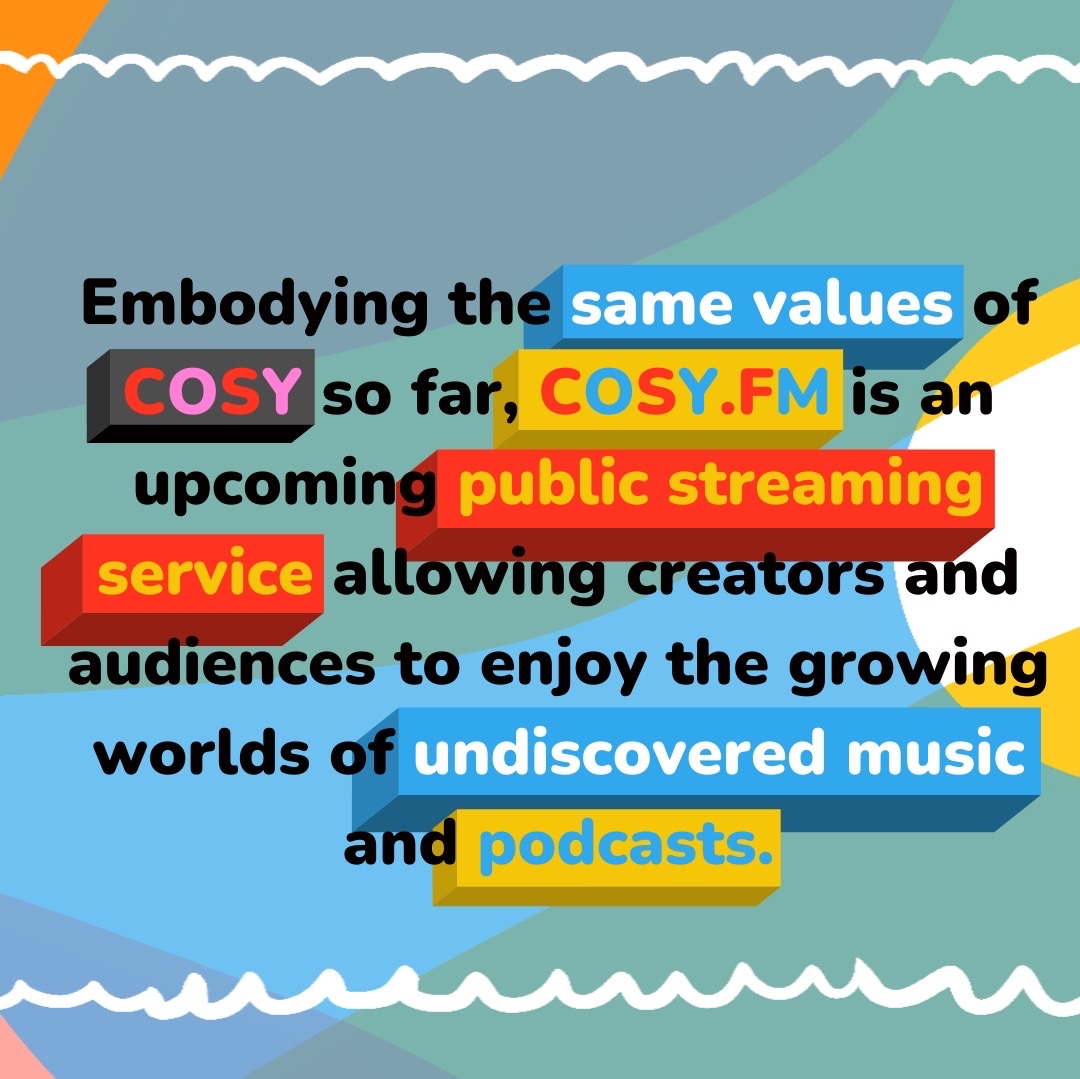 Embodying the same values of
COSY so far, COSY.FM is an
upcoming public streaming
service allowing creators and
audiences to enjoy the growing
worlds of undiscovered music
and podcasts.